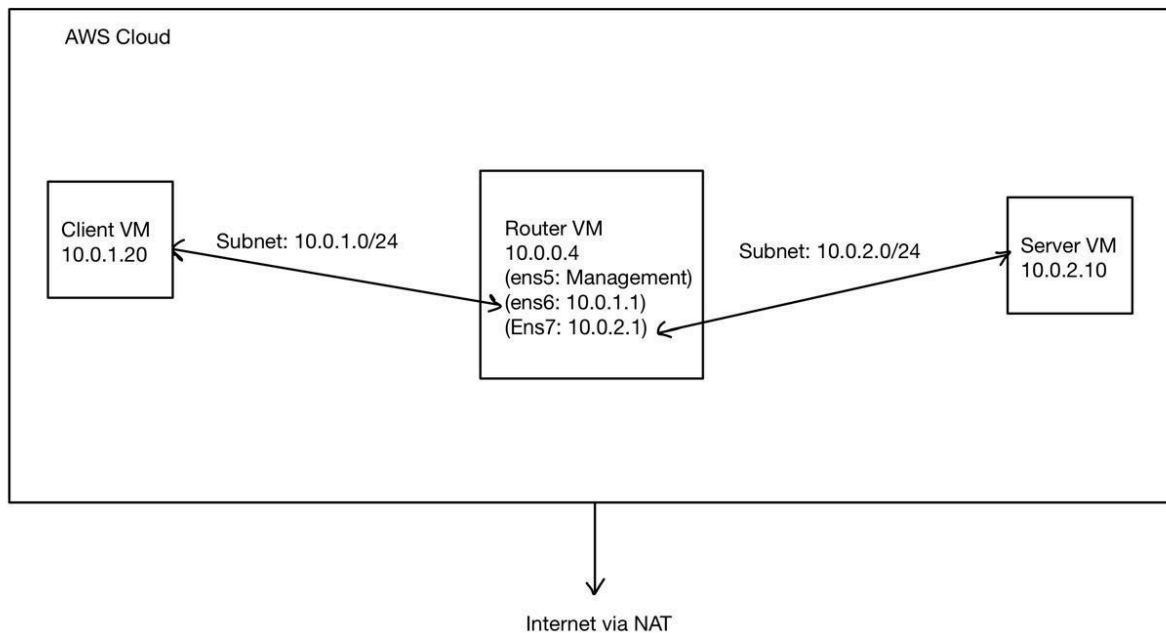 AWS Cloud
Client VM
10.0.1.20
Subnet: 10.0.1.0/24
Router VM
10.0.0.4
(ens5: Management)
(ens6: 10.0.1.1)
(Ens7: 10.0.2.1)
Subnet: 10.0.2.0/24
Server VM
10.0.2.10
Internet via NAT